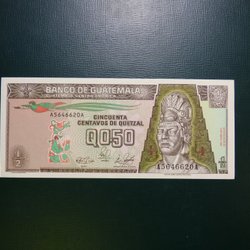 BANCO DE GUATEMALA
A5646620A
CINCUENTA
CENTAVOS DE QUETZAL
Q0.50
1/2
A5646620A